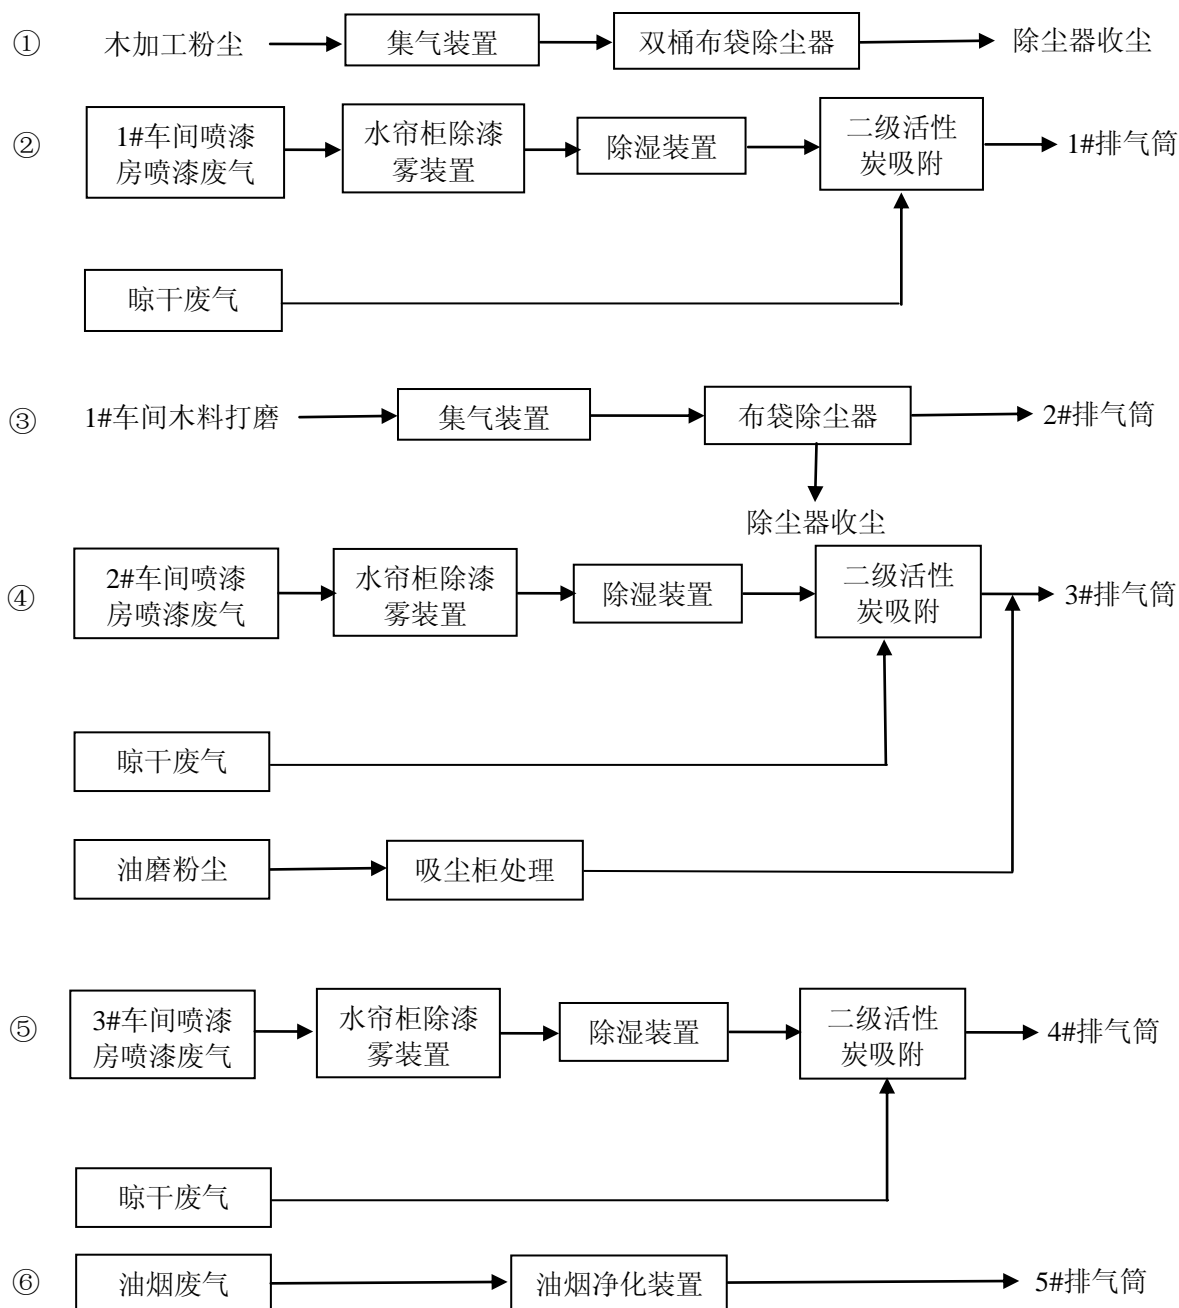 ① 木加工粉尘 集气装置 双桶布袋除尘器 除尘器收尘
② 1#车间喷漆
房喷漆废气
水帘柜除漆
雾装置
除湿装置
二级活性
炭吸附
1#排气筒
晾干废气
③ 1#车间木料打磨 集气装置 布袋除尘器 2#排气筒
除尘器收尘
④ 2#车间喷漆
房喷漆废气
水帘柜除漆
雾装置
除湿装置
二级活性
炭吸附
3#排气筒
晾干废气
油磨粉尘 吸尘柜处理
⑤ 3#车间喷漆
房喷漆废气
水帘柜除漆
雾装置
除湿装置
二级活性
炭吸附
4#排气筒
晾干废气
⑥ 油烟废气 油烟净化装置 5#排气筒